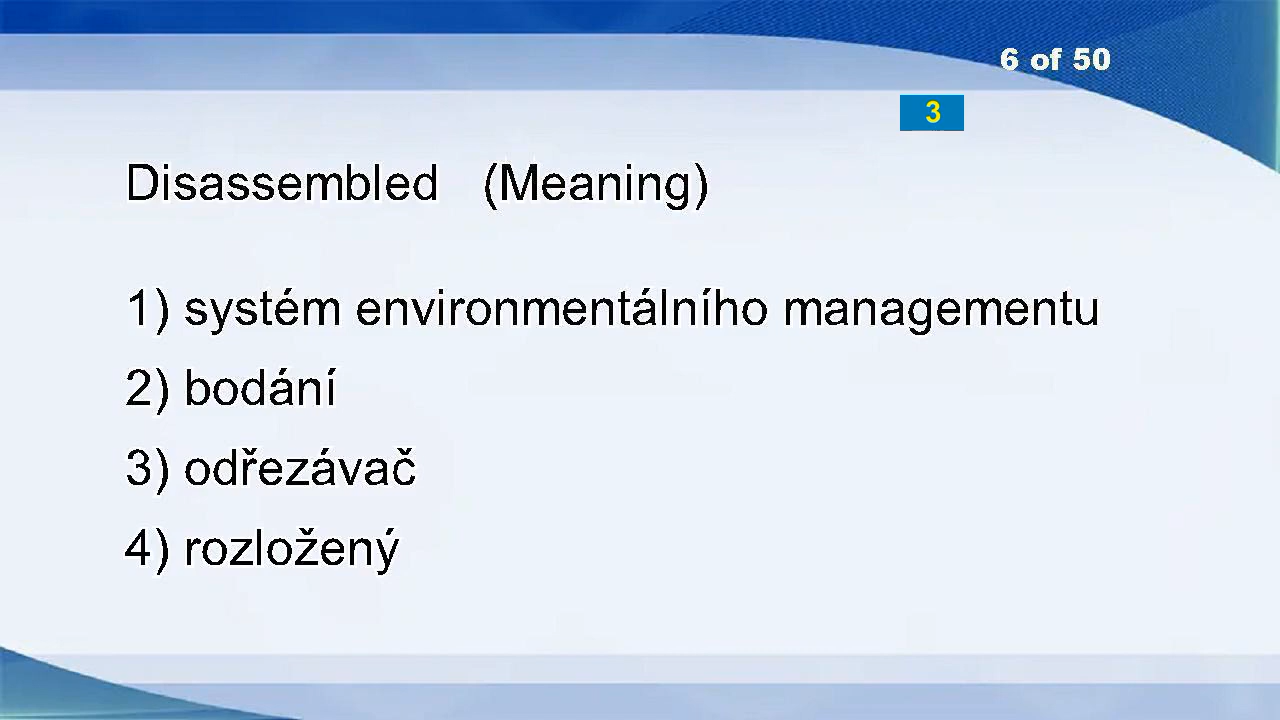 6 of 50
3
Disassembled (Meaning)
1) systém environmentálního managementu
2) bodání
3) odřezávač
4) rozložený